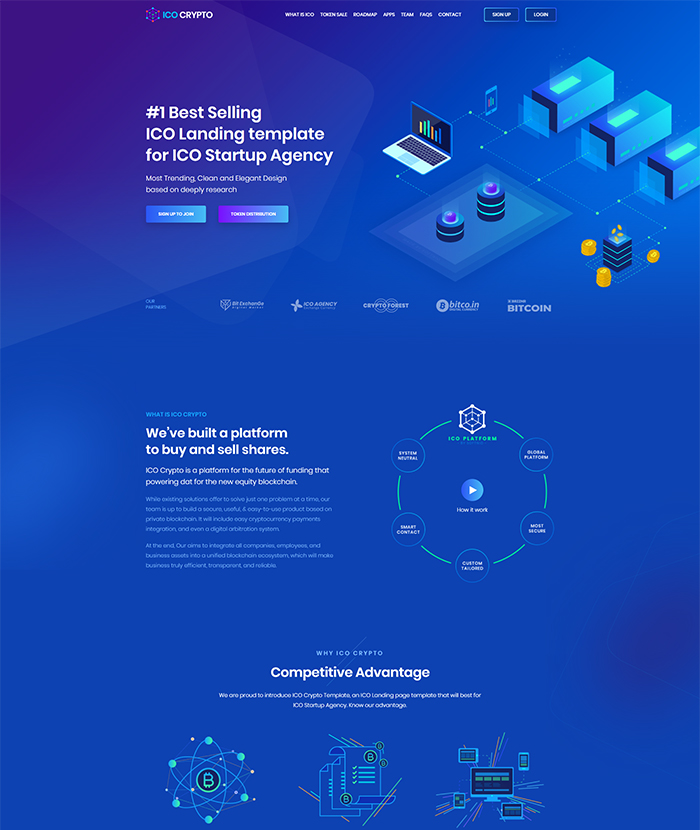 ICO CRYPTO
WHAT IS ICO TOKEN SALE ROADMAP APPS TEAM FAQS CONTACT
SIGN UP LOGIN
#1 Best Selling
ICO Landing template
for ICO Startup Agency
Most Trending, Clean and Elegant Design
based on deeply research
SIGN UP TO JOIN TOKEN DISTRIBUTION
OUR
PARTNERS
Bit ExchanGo
Digital Market
ICO AGENCY
Exchange Currency
CRYPTO FOREST
bitco.in
DIGITAL CURRENCY
BITCOIN
WHAT IS ICO CRYPTO
We've built a platform
to buy and sell shares.
ICO Crypto is a platform for the future of funding that
powering dat for the new equity blockchain.
While existing solutions offer to solve just one problem at a time, our
team is up to build a secure, useful, & easy-to-use product based on
private blockchain. It will include easy cryptocurrency payments
integration, and even a digital arbitration system.
At the end, Our aims to integrate all companies, employees, and
business assets into a unified blockchain ecosystem, which will make
business truly efficient, transparent, and reliable.
ICO PLATFORM
SYSTEM
NEUTRAL
GLOBAL
PLATFORM
How it work
SMART
CONTACT
MOST
SECURE
CUSTOM
TAILORED
WHY ICO CRYPTO
Competitive Advantage
We are proud to introduce ICO Crypto Template, an ICO Landing page template that will best for
ICO Startup Agency. Know our advantage.